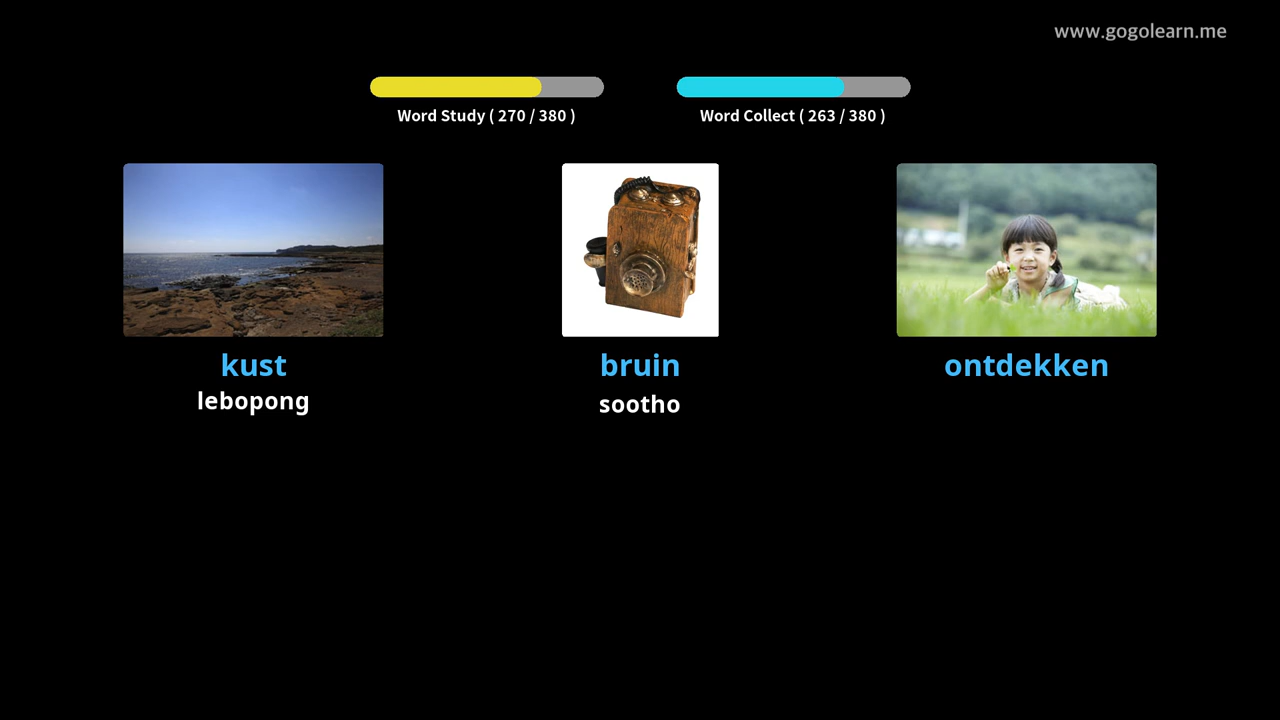 www.gogolearn.me
Word Study ( 270 / 380 )
Word Collect ( 263 / 380 )
kust
lebopong
bruin
sootho
ontdekken